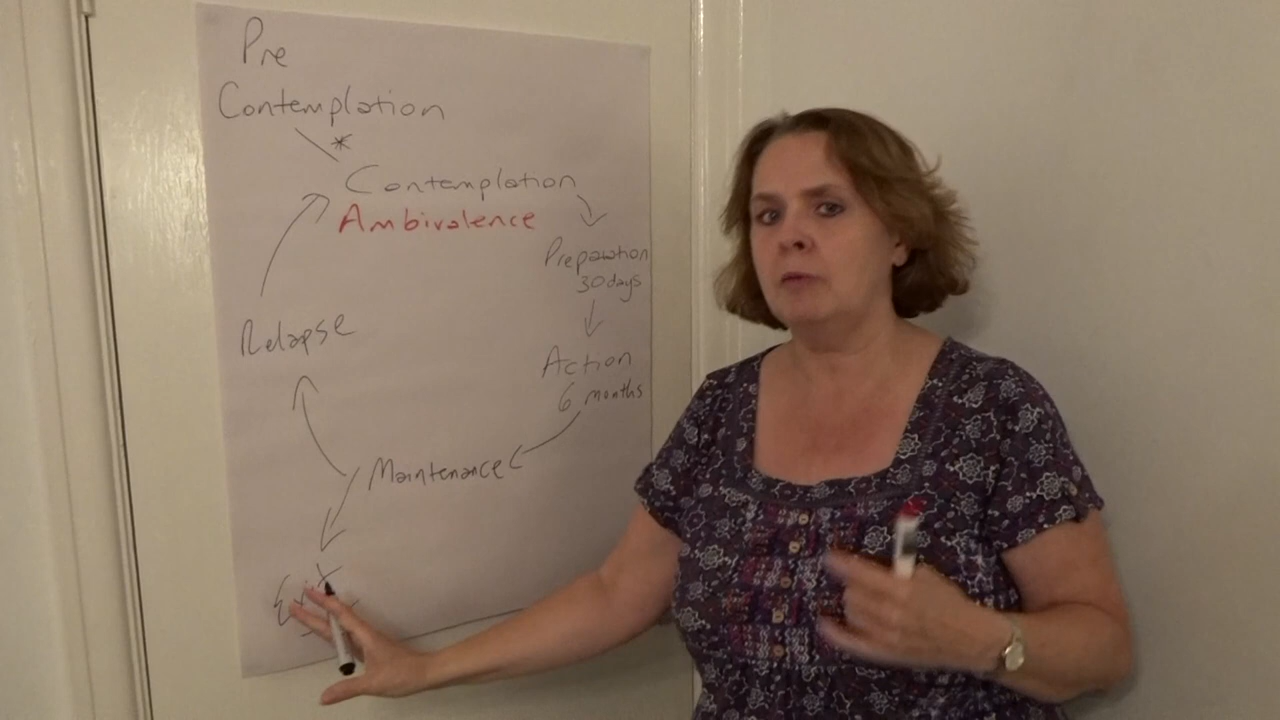 Pre
Contemplation
*
Contemplation
Ambivalence
Preparation
30 days
Relapse
Action
6 months
Maintenance